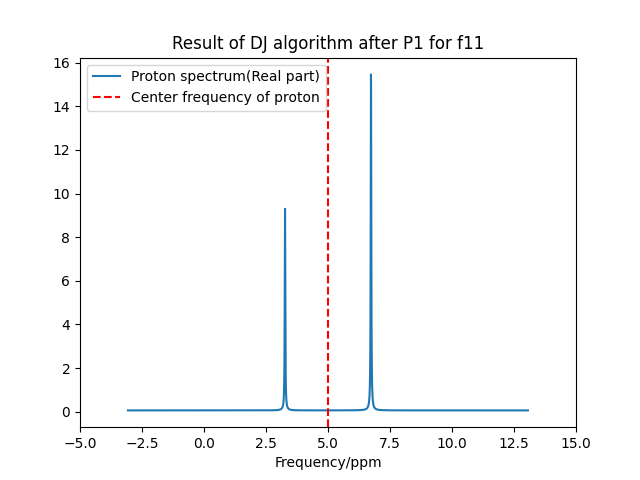 Result of DJ algorithm after P1 for f11
Proton spectrum(Real part)
Center frequency of proton
16
14
12
10
8
6
4
2
0
−5.0 −2.5 0.0 2.5 5.0 7.5 10.0 12.5 15.0
Frequency/ppm